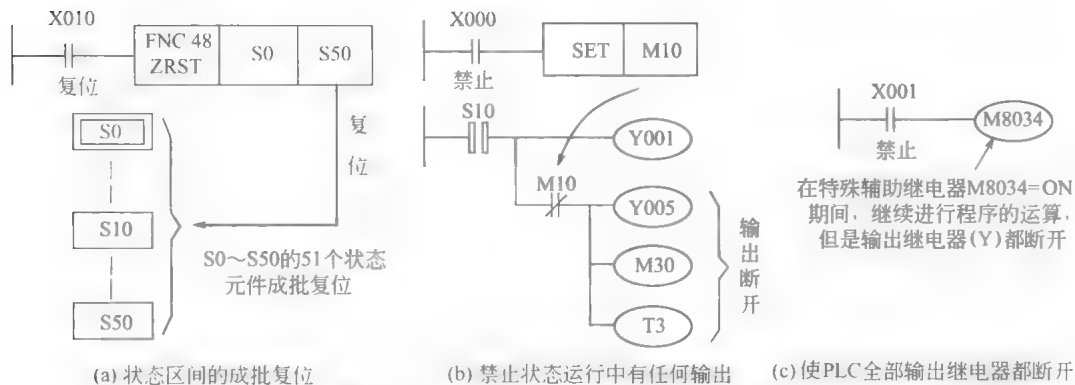 X010
FNC 48
ZRST
S0
S50
复位
S0
S10
S50
复
位
S0～S50的51个状态
元件成批复位
(a) 状态区间的成批复位
X000
SET
M10
禁止
S10
Y001
M10
Y005
M30
T3
输
出
断
开
(b) 禁止状态运行中有任何输出
X001
M8034
禁止
在特殊辅助继电器M8034=ON
期间，继续进行程序的运算，
但是输出继电器(Y)都断开
(c) 使PLC全部输出继电器都断开